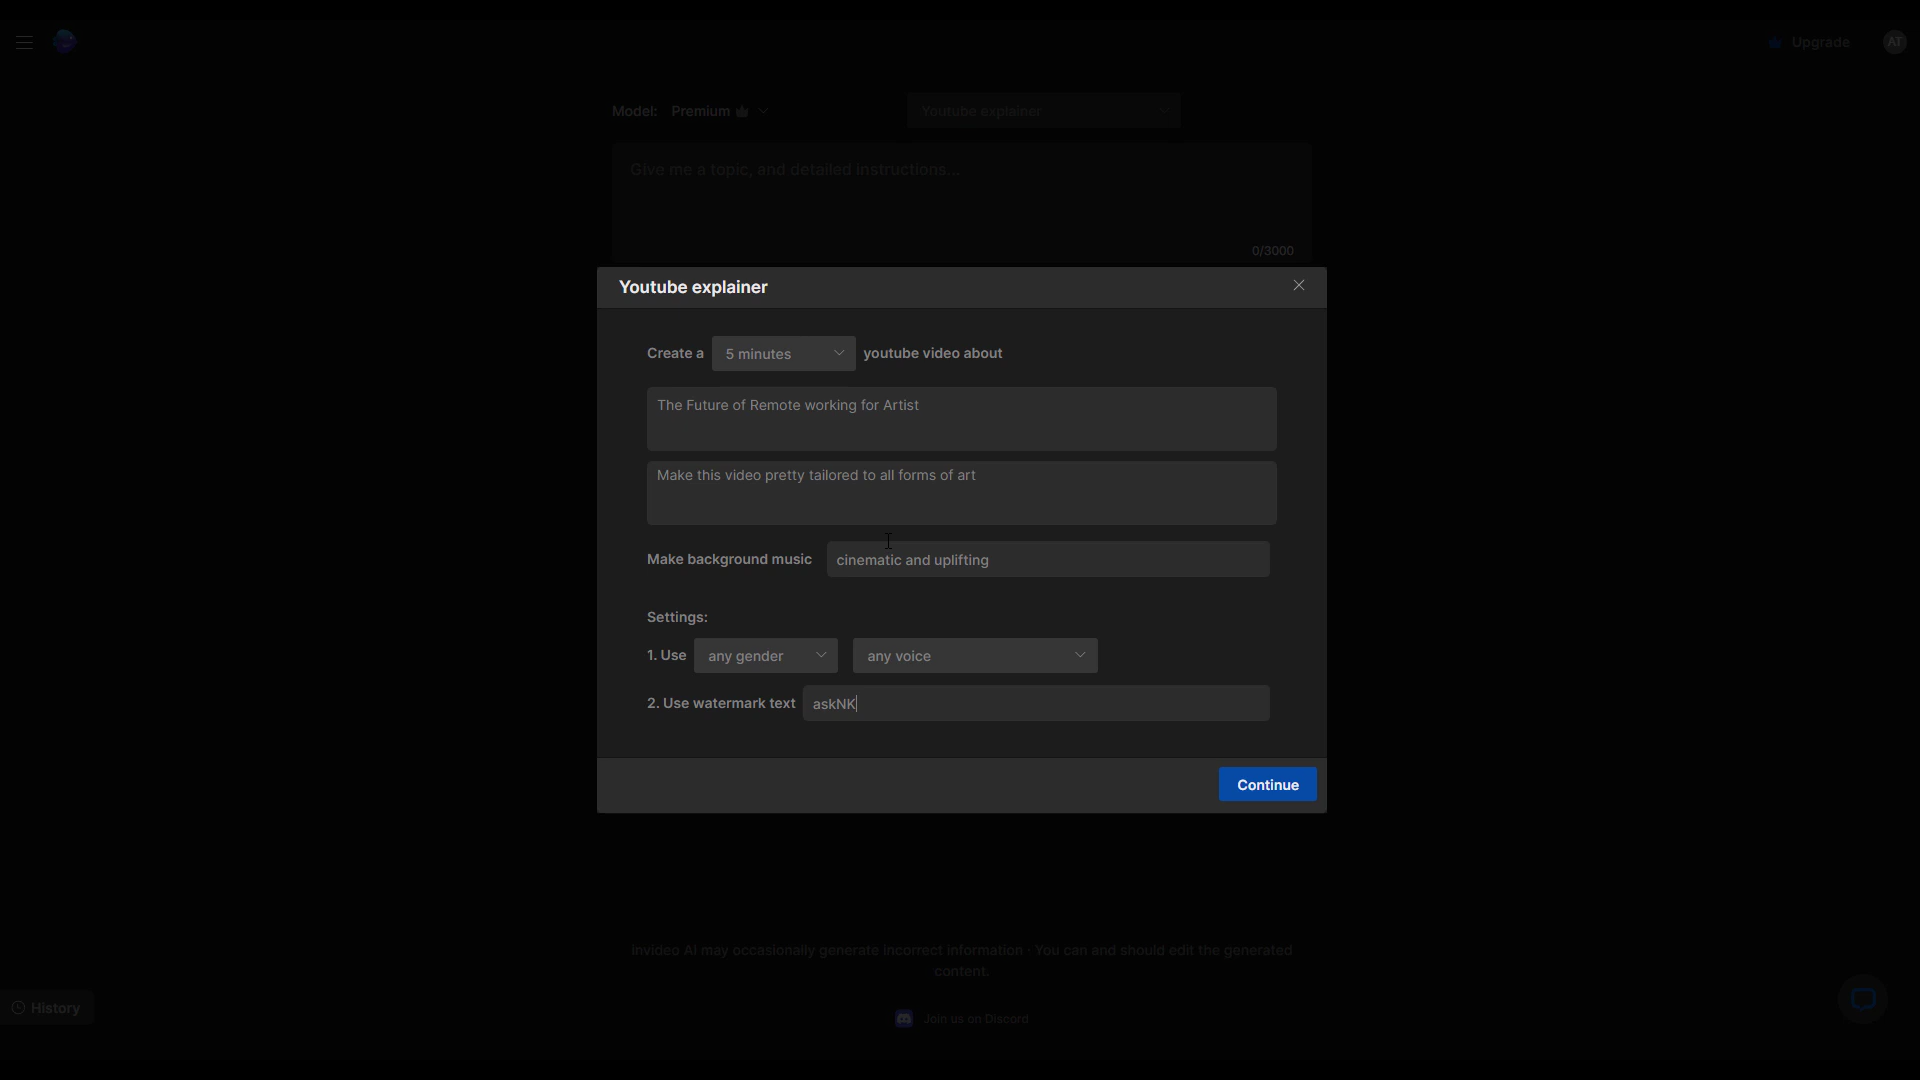 Upgrade
AT
Model: Premium
Youtube explainer
Give me a topic, and detailed instructions...
0/3000
Youtube explainer
Create a 5 minutes youtube video about
The Future of Remote working for Artist
Make this video pretty tailored to all forms of art
Make background music cinematic and uplifting
Settings:
1. Use any gender any voice
2. Use watermark text askNK
Continue
invideo AI may occasionally generate incorrect information · You can and should edit the generated
content.
History
Join us on Discord